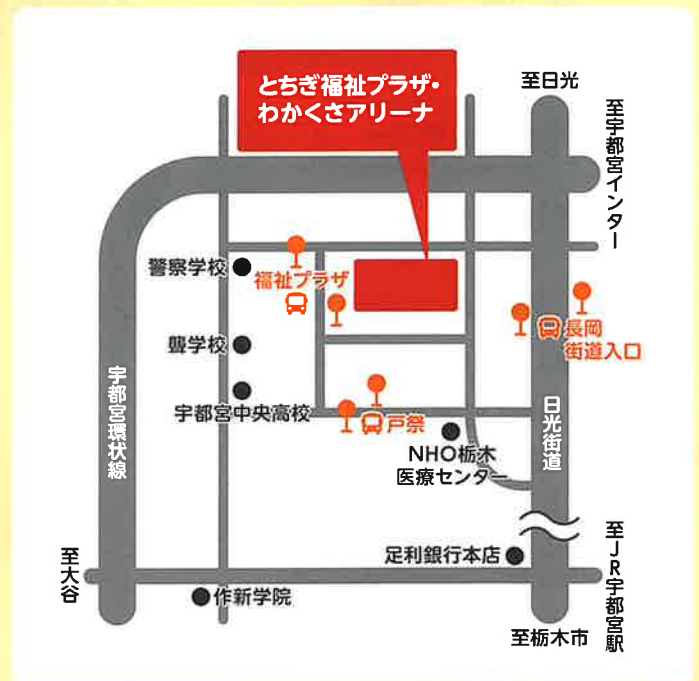 とちぎ福祉プラザ・
わかくさアリーナ
至日光
至宇都宮インター
警察学校
福祉プラザ
聾学校
長岡
街道入口
宇都宮中央高校
戸祭
宇都宮環状線
日光街道
NHO栃木
医療センター
足利銀行本店
至大谷
作新学院
至JR宇都宮駅
至栃木市